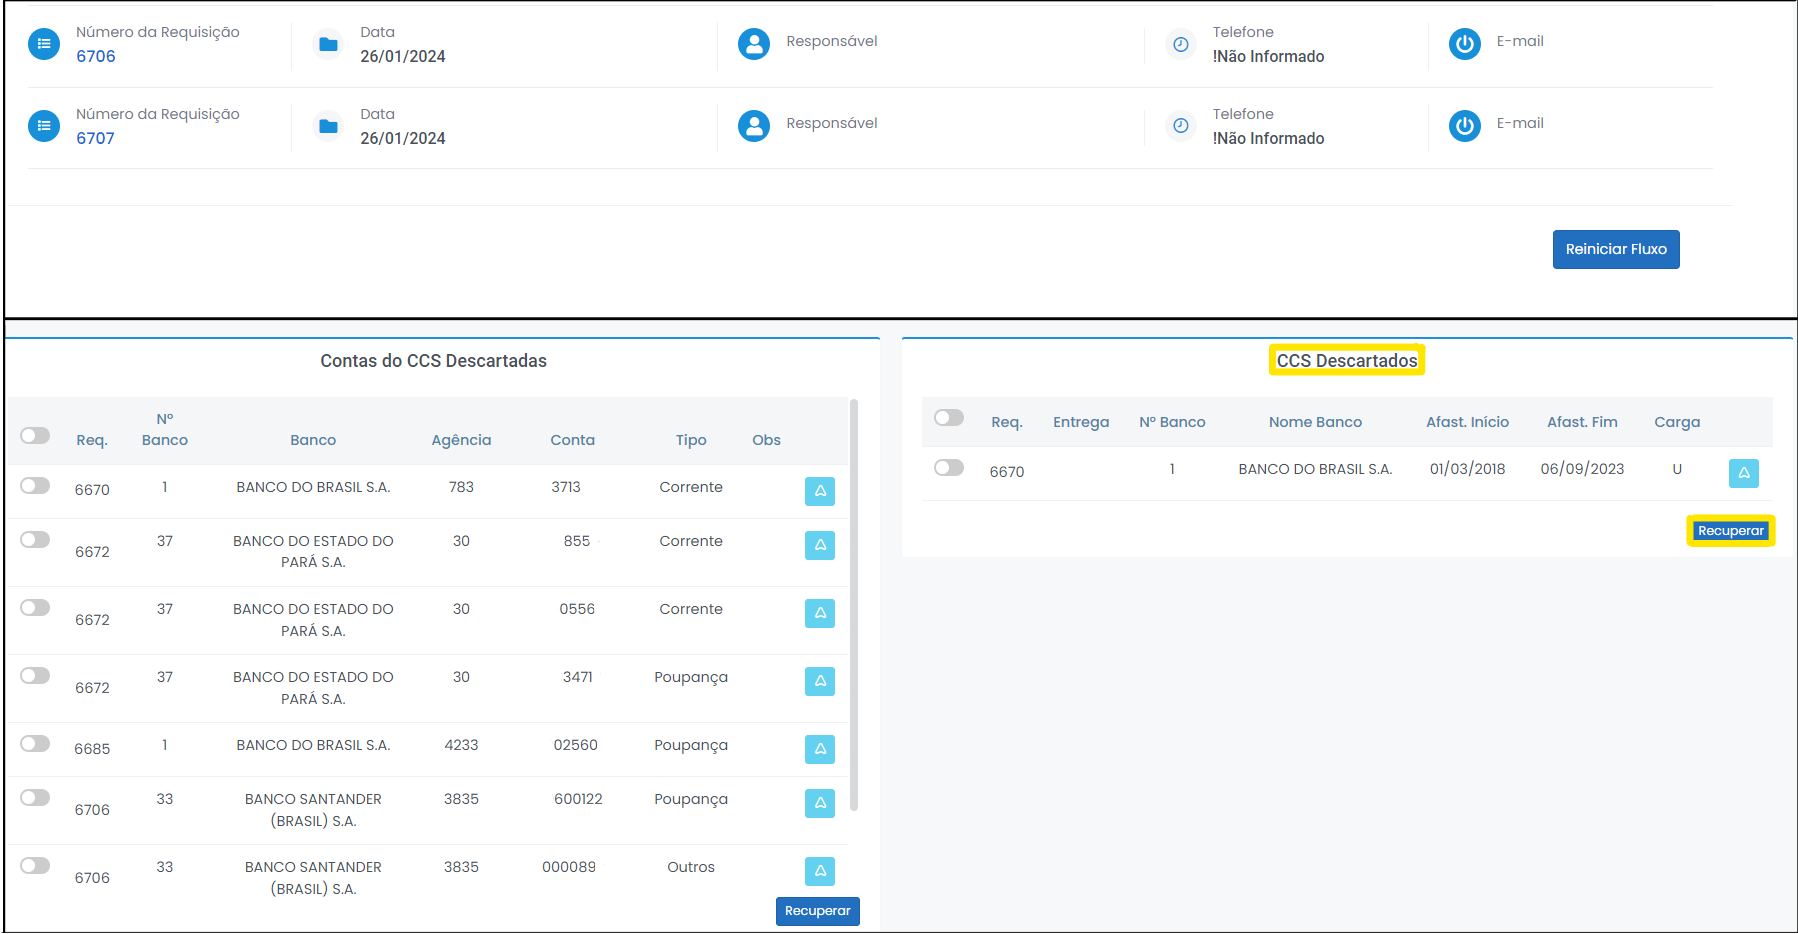 Número da Requisição Data Responsável Telefone E-mail
6706 26/01/2024 !Não Informado
Número da Requisição Data Responsável Telefone E-mail
6707 26/01/2024 !Não Informado
Reiniciar Fluxo
Contas do CCS Descartadas
Nº
Req. Banco Banco Agência Conta Tipo Obs
6670 1 BANCO DO BRASIL S.A. 783 3713 Corrente
6672 37 BANCO DO ESTADO DO 30 855 Corrente
PARÁ S.A.
6672 37 BANCO DO ESTADO DO 30 0556 Corrente
PARÁ S.A.
6672 37 BANCO DO ESTADO DO 30 3471 Poupança
PARÁ S.A.
6685 1 BANCO DO BRASIL S.A. 4233 02560 Poupança
6706 33 BANCO SANTANDER 3835 600122 Poupança
(BRASIL) S.A.
6706 33 BANCO SANTANDER 3835 000089 Outros
(BRASIL) S.A.
Recuperar
CCS Descartados
Req. Entrega Nº Banco Nome Banco Afast. Início Afast. Fim Carga
6670 1 BANCO DO BRASIL S.A. 01/03/2018 06/09/2023 U
Recuperar